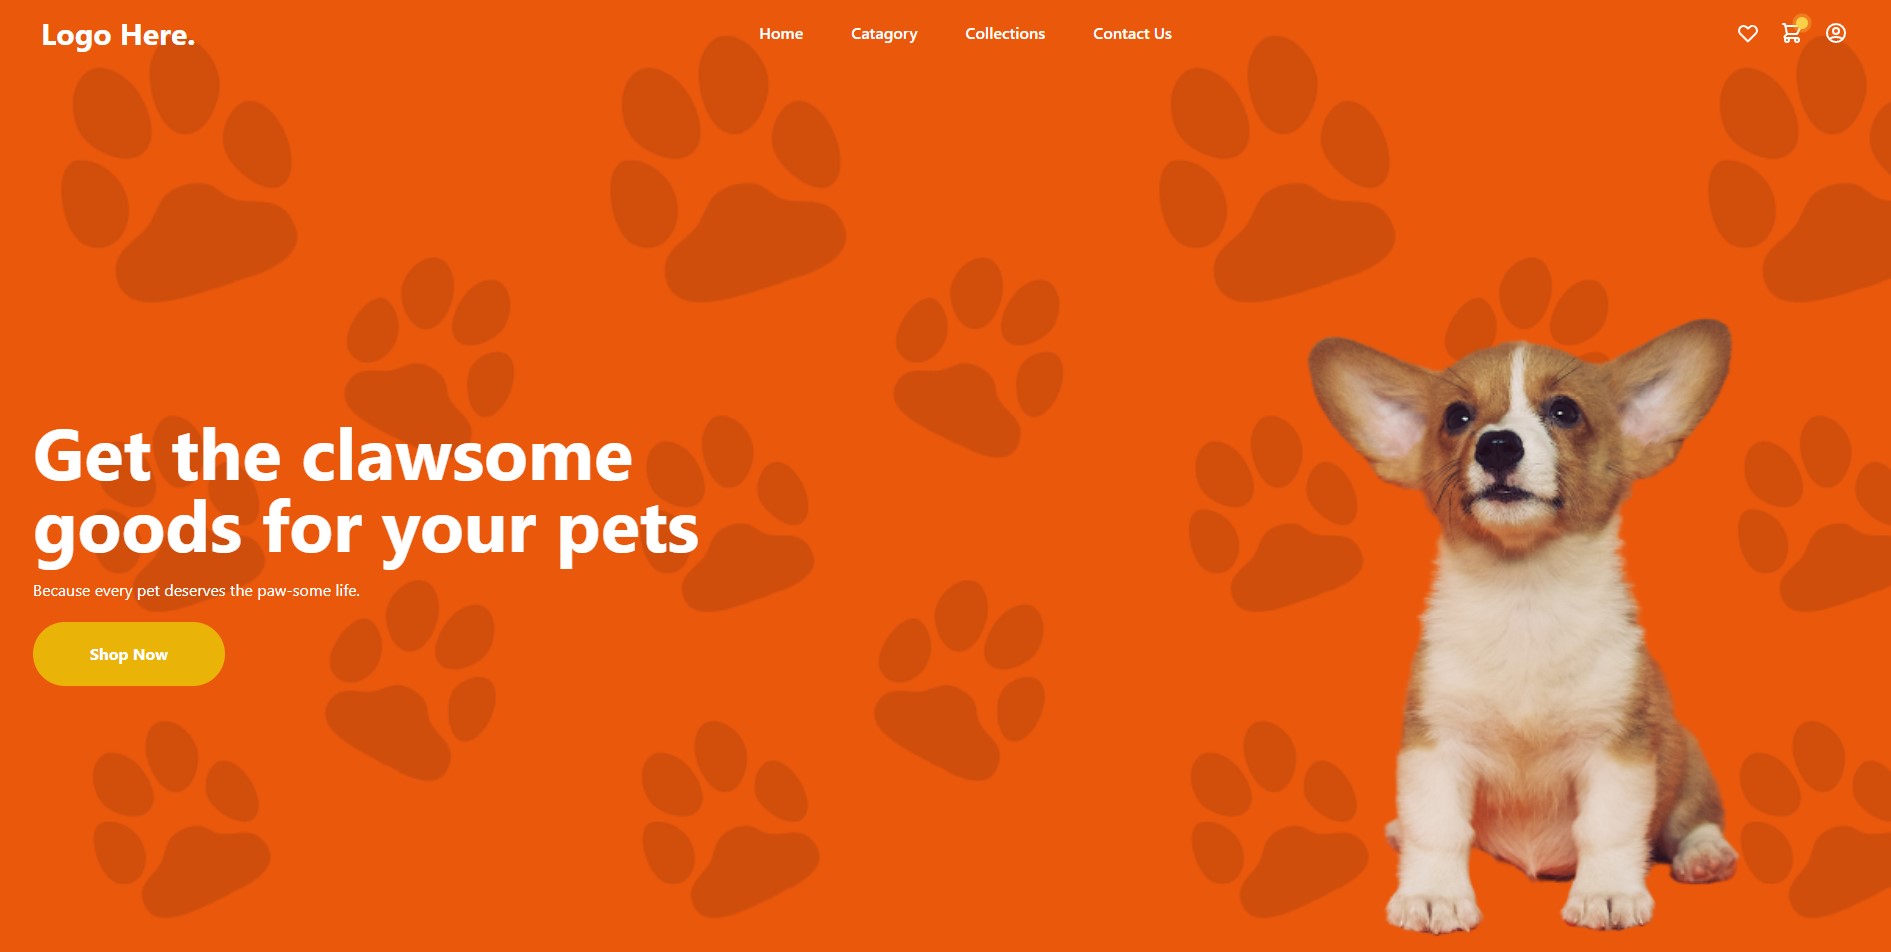 Logo Here.
Home
Catagory
Collections
Contact Us
Get the clawsome
goods for your pets
Because every pet deserves the paw-some life.
Shop Now